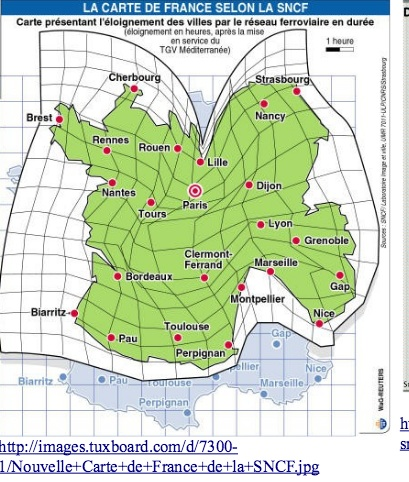 LA CARTE DE FRANCE SELON LA SNCF
Carte présentant l'éloignement des villes par le réseau ferroviaire en durée
(éloignement en heures, après la mise
en service du
TGV Méditerranée)
1 heure
Cherbourg
Strasbourg
Brest
Nancy
Rennes
Rouen
Lille
Nantes
Dijon
Tours
Paris
Lyon
Grenoble
Clermont-
Ferrand
Marseille
Bordeaux
Gap
Montpellier
Biarritz
Nice
Toulouse
Pau
Perpignan
Gap
pellier
Nice
Biarritz
Pau
Toulouse
Marseille
Perpignan
Sources : SNCF/ Laboratoire Image et ville, UMR 7011-ULP/CNRS/Strasbourg
WaG-REUTERS
http://images.tuxboard.com/d/7300-
1/Nouvelle+Carte+de+France+de+la+SNCF.jpg